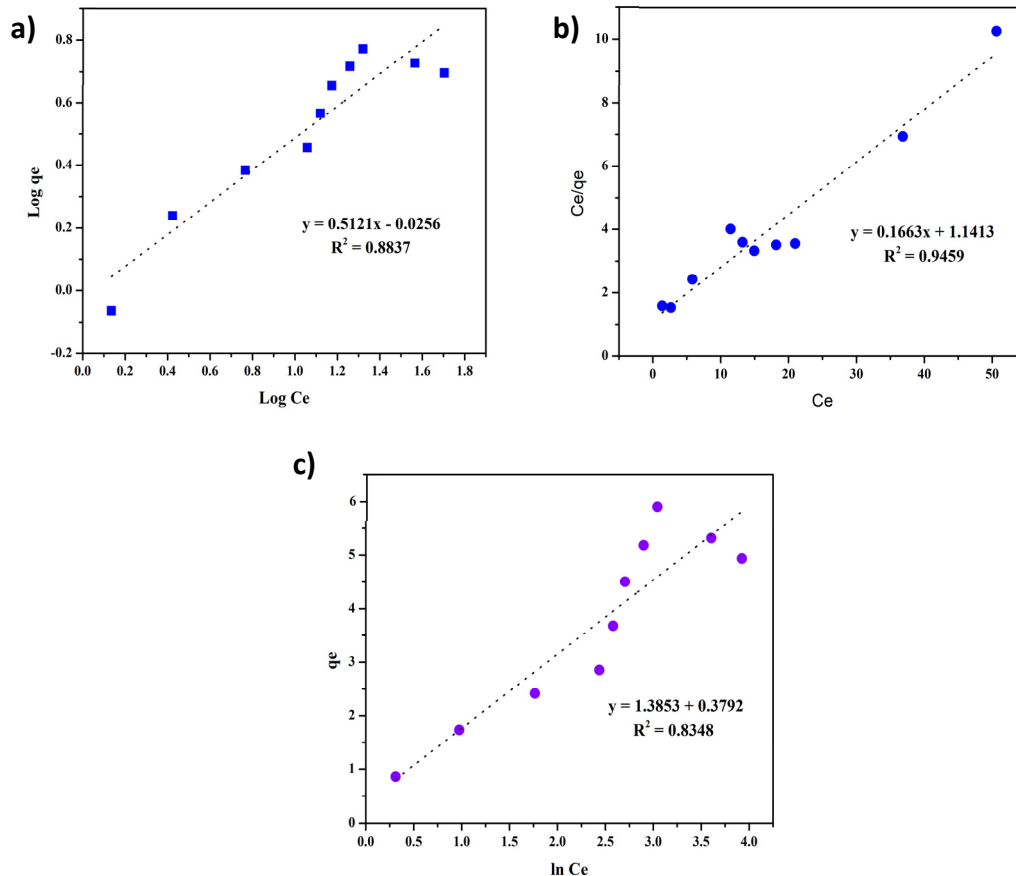 a)
0.8
0.6
0.4
0.2
0.0
-0.2
Log qe
y = 0.5121x - 0.0256
R² = 0.8837
0.0 0.2 0.4 0.6 0.8 1.0 1.2 1.4 1.6 1.8
Log Ce
b)
10
8
6
4
2
0
Ce/qe
y = 0.1663x + 1.1413
R² = 0.9459
0 10 20 30 40 50
Ce
c)
6
5
4
3
2
1
0
qe
y = 1.3853 + 0.3792
R² = 0.8348
0.0 0.5 1.0 1.5 2.0 2.5 3.0 3.5 4.0
ln Ce